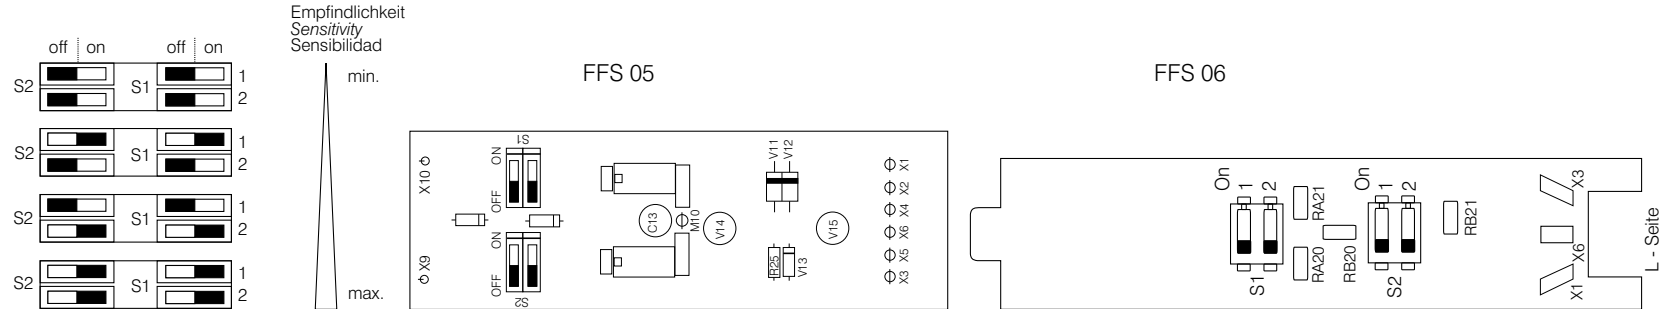 Empfindlichkeit
Sensitivity
Sensibilidad
off on off on
S2 S1 1
2
S2 S1 1
2
S2 S1 1
2
S2 S1 1
2
min.
max.
FFS 05
X10
X9
S1
ON
OFF
ON
OFF
S2
C13
M10
V14
V11
V12
R25
V13
V15
X1
X2
X4
X6
X5
X3
FFS 06
On
1 2
S1
RA21
RA20
RB20
On
1 2
S2
RB21
X3
X6
X1
L - Seite